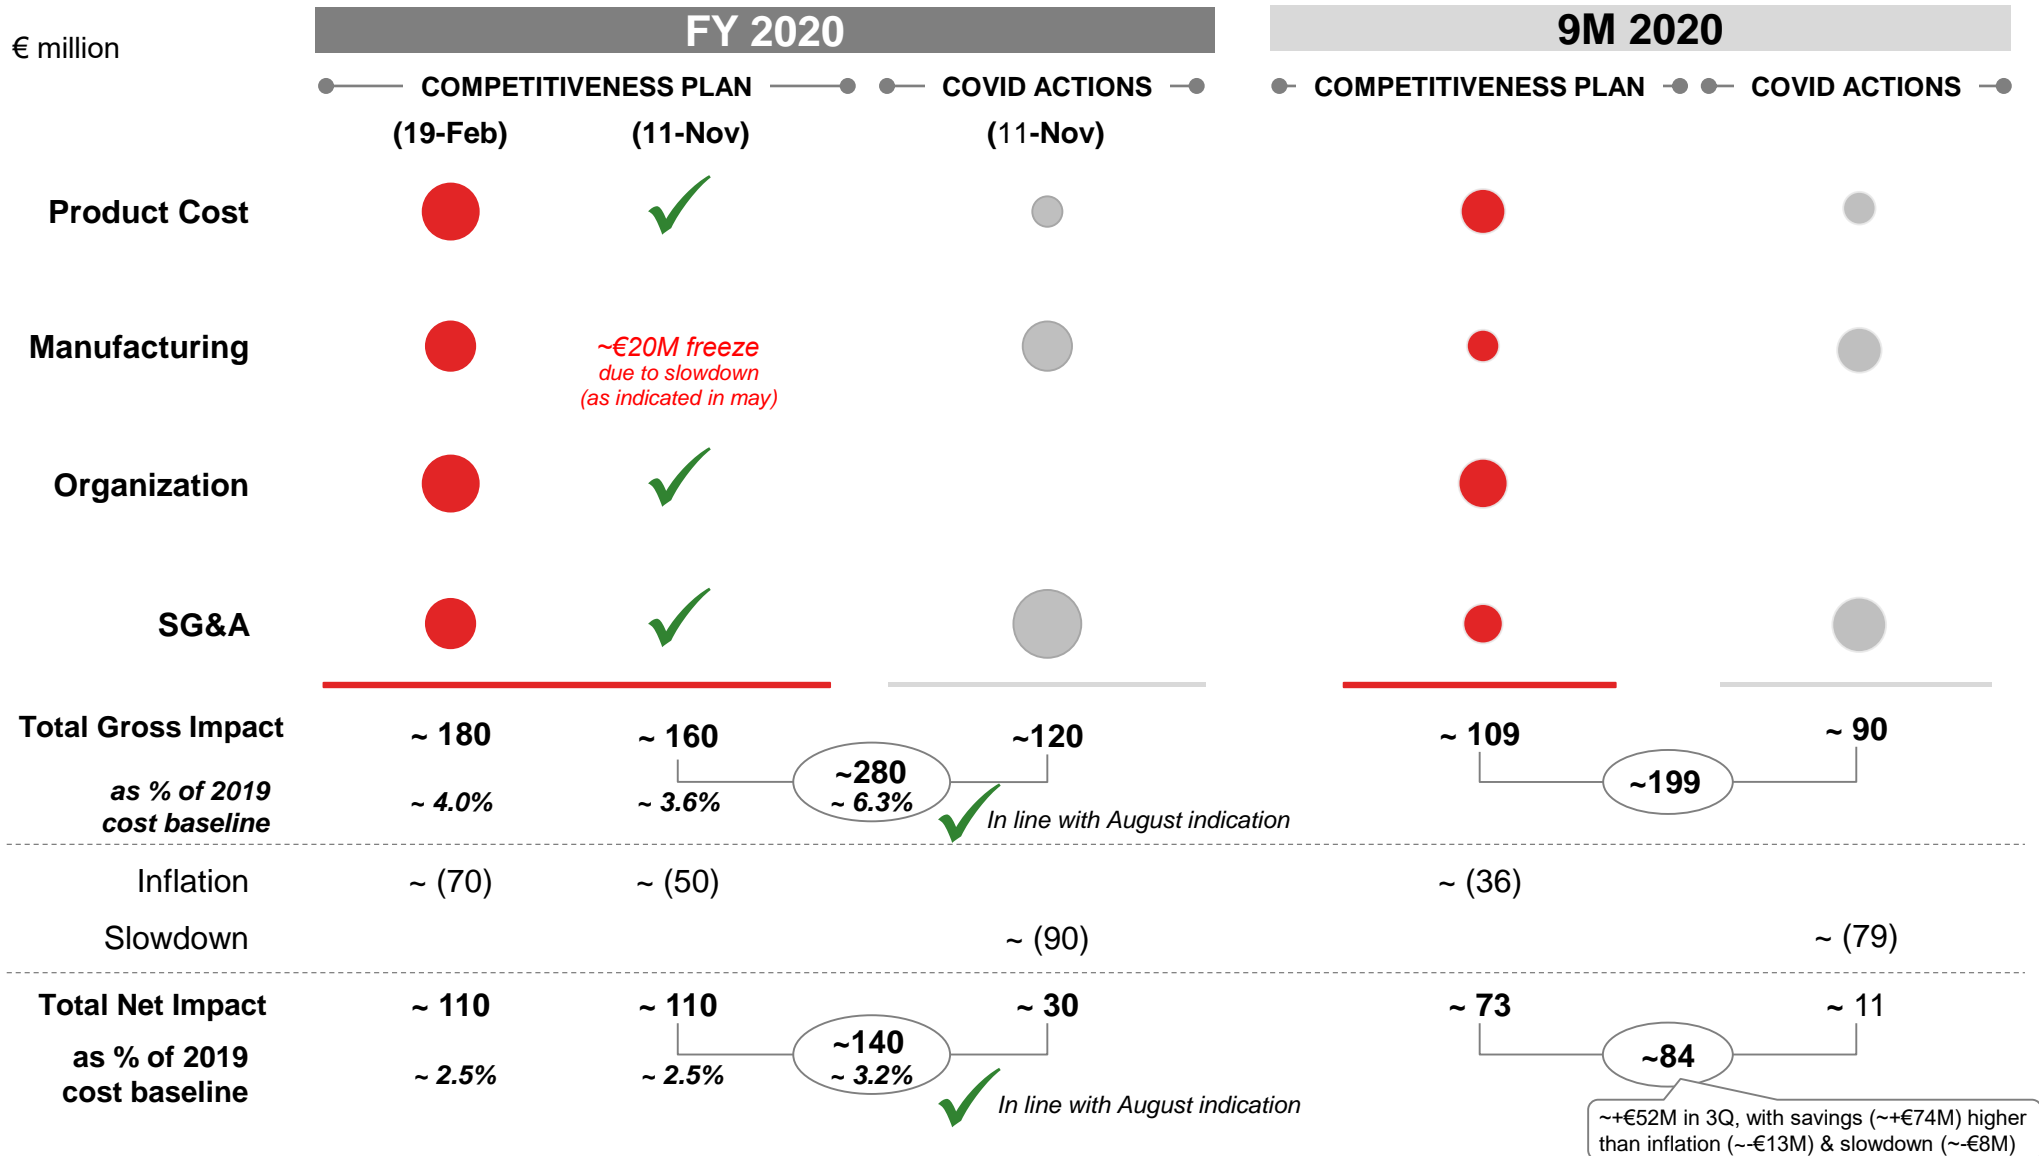 € million
FY 2020
9M 2020
COMPETITIVENESS PLAN
COVID ACTIONS
COMPETITIVENESS PLAN
COVID ACTIONS
(19-Feb)
(11-Nov)
(11-Nov)
Product Cost
Manufacturing
~€20M freeze
due to slowdown
(as indicated in may)
Organization
SG&A
Total Gross Impact
~ 180
~ 160
~120
~ 109
~ 90
~280
~199
as % of 2019
cost baseline
~ 4.0%
~ 3.6%
~ 6.3%
In line with August indication
Inflation
~ (70)
~ (50)
~ (36)
Slowdown
~ (90)
~ (79)
Total Net Impact
~ 110
~ 110
~ 30
~ 73
~ 11
~140
~84
as % of 2019
cost baseline
~ 2.5%
~ 2.5%
~ 3.2%
In line with August indication
~+€52M in 3Q, with savings (~+€74M) higher
than inflation (~-€13M) & slowdown (~-€8M)